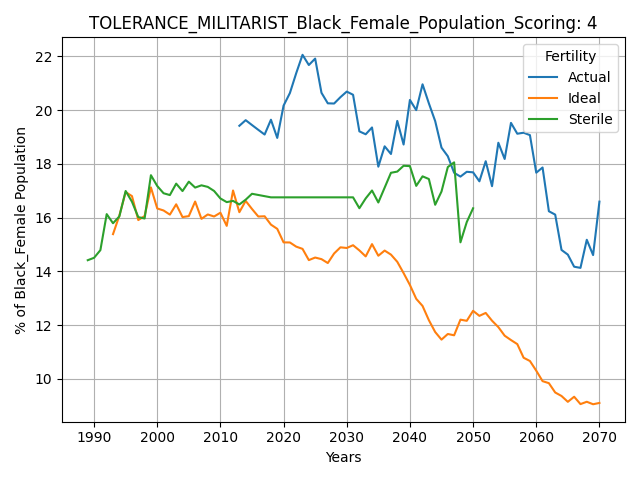 TOLERANCE_MILITARIST_Black_Female_Population_Scoring: 4
Fertility
Actual
Ideal
Sterile
% of Black_Female Population
22
20
18
16
14
12
10
1990 2000 2010 2020 2030 2040 2050 2060 2070
Years